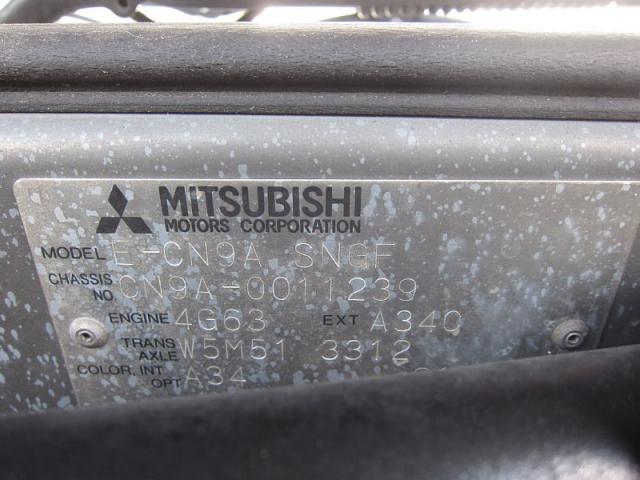 MITSUBISHI
MOTORS CORPORATION
MODEL E-CN9A SNGF
CHASSIS NO. CN9A-0011239
ENGINE 4G63 EXT A34C
TRANS AXLE W5M51 3312
COLOR, INT OPT A34